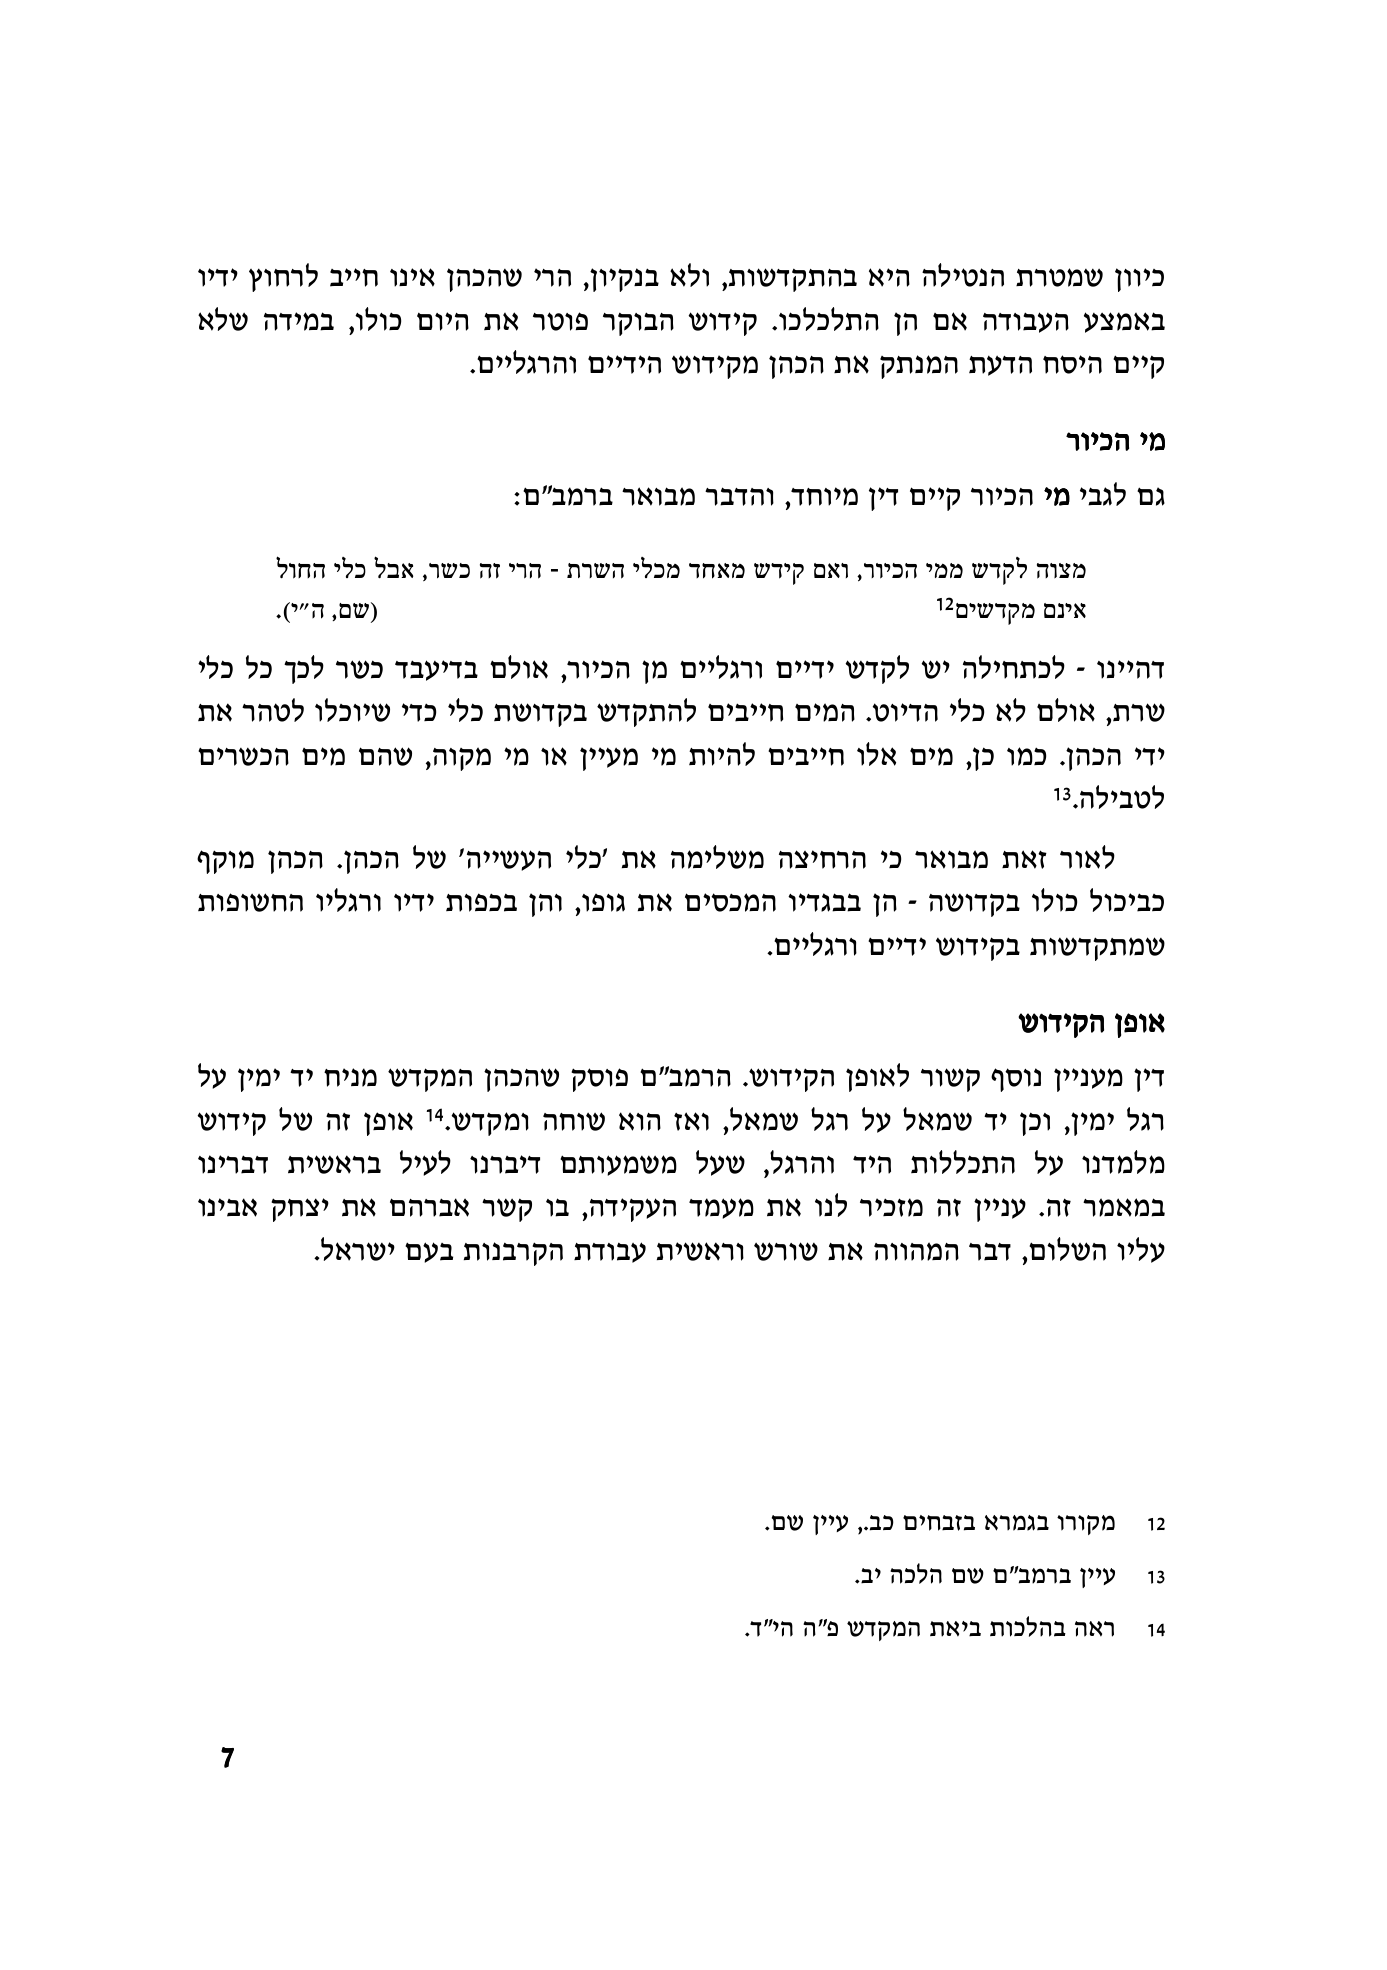 כיוון שמטרת הנטילה היא בהתקדשות, ולא בנקיון, הרי שהכהן אינו חייב לרחוץ ידיו
באמצע העבודה אם הן התלכלכו. קידוש הבוקר פוטר את היום כולו, במידה שלא
קיים היסח הדעת המנתק את הכהן מקידוש הידיים והרגליים.
מי הכיור
גם לגבי מי הכיור קיים דין מיוחד, והדבר מבואר ברמב"ם:
מצוה לקדש ממי הכיור, ואם קידש מאחד מכלי השרת - הרי זה כשר, אבל כלי החול
אינם מקדשים12 (שם, ה"י).
דהיינו - לכתחילה יש לקדש ידיים ורגליים מן הכיור, אולם בדיעבד כשר לכך כל כלי
שרת, אולם לא כלי הדיוט. המים חייבים להתקדש בקדושת כלי כדי שיוכלו לטהר את
ידי הכהן. כמו כן, מים אלו חייבים להיות מי מעיין או מי מקוה, שהם מים הכשרים
לטבילה.13
לאור זאת מבואר כי הרחיצה משלימה את 'כלי העשייה' של הכהן. הכהן מוקף
כביכול כולו בקדושה - הן בבגדיו המכסים את גופו, והן בכפות ידיו ורגליו החשופות
שמתקדשות בקידוש ידיים ורגליים.
אופן הקידוש
דין מעניין נוסף קשור לאופן הקידוש. הרמב"ם פוסק שהכהן המקדש מניח יד ימין על
רגל ימין, וכן יד שמאל על רגל שמאל, ואז הוא שוחה ומקדש.14 אופן זה של קידוש
מלמדנו על התכללות היד והרגל, שעל משמעותם דיברנו לעיל בראשית דברינו
במאמר זה. עניין זה מזכיר לנו את מעמד העקידה, בו קשר אברהם את יצחק אבינו
עליו השלום, דבר המהווה את שורש וראשית עבודת הקרבנות בעם ישראל.
12 מקורו בגמרא בזבחים כב., עיין שם.
13 עיין ברמב"ם שם הלכה יב.
14 ראה בהלכות ביאת המקדש פ"ה הי"ד.
7